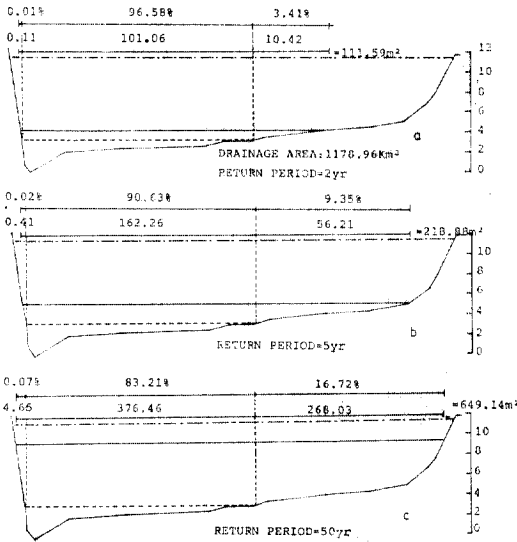 0.01% 96.58% 3.41%
0.11 101.06 10.42 =111.59m²
12
10
8
6
4
2
0
a
DRAINAGE AREA:1178.96Km²
RETURN PERIOD=2yr
0.02% 90.63% 9.35%
0.41 162.26 56.21 =218.88m²
10
8
6
4
2
0
b
RETURN PERIOD=5yr
0.07% 83.21% 16.72%
4.65 376.46 268.03 =649.14m²
10
8
6
4
2
0
c
RETURN PERIOD=50yr